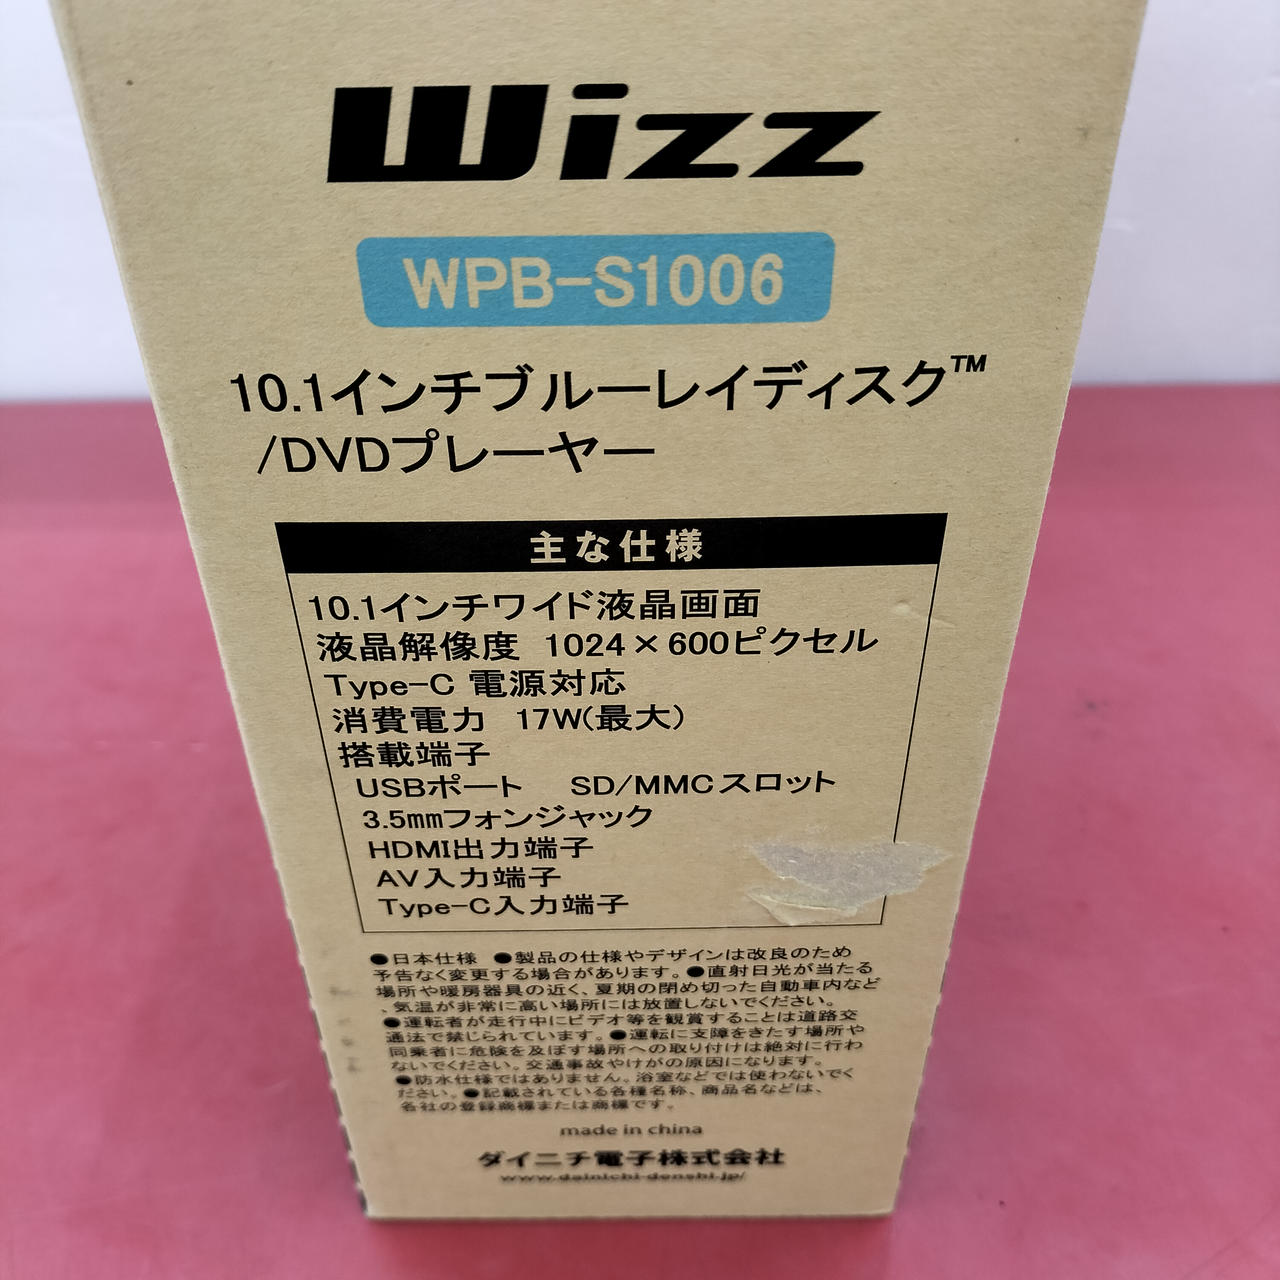 Wizz
WPB-S1006
10.1インチブルーレイディスク™
/DVDプレーヤー
主な仕様
10.1インチワイド液晶画面
液晶解像度 1024×600ピクセル
Type-C 電源対応
消費電力 17W(最大)
搭載端子
USBポート SD/MMCスロット
3.5mmフォンジャック
HDMI出力端子
AV入力端子
Type-C入力端子
●日本仕様 ●製品の仕様やデザインは改良のため
予告なく変更する場合があります。●直射日光が当たる
場所や暖房器具の近く、夏期の閉め切った自動車内など
、気温が非常に高い場所には放置しないでください。
●運転者が走行中にビデオ等を観賞することは道路交
通法で禁じられています。●運転に支障をきたす場所や
同乗者に危険を及ぼす場所への取り付けは絶対に行わ
ないでください。交通事故やけがの原因になります。
●防水仕様ではありません。浴室などでは使わないでく
ださい。●記載されている各種名称、商品名などは、
各社の登録商標または商標です。
made in china
ダイニチ電子株式会社
www.dainichi-denshi.jp/